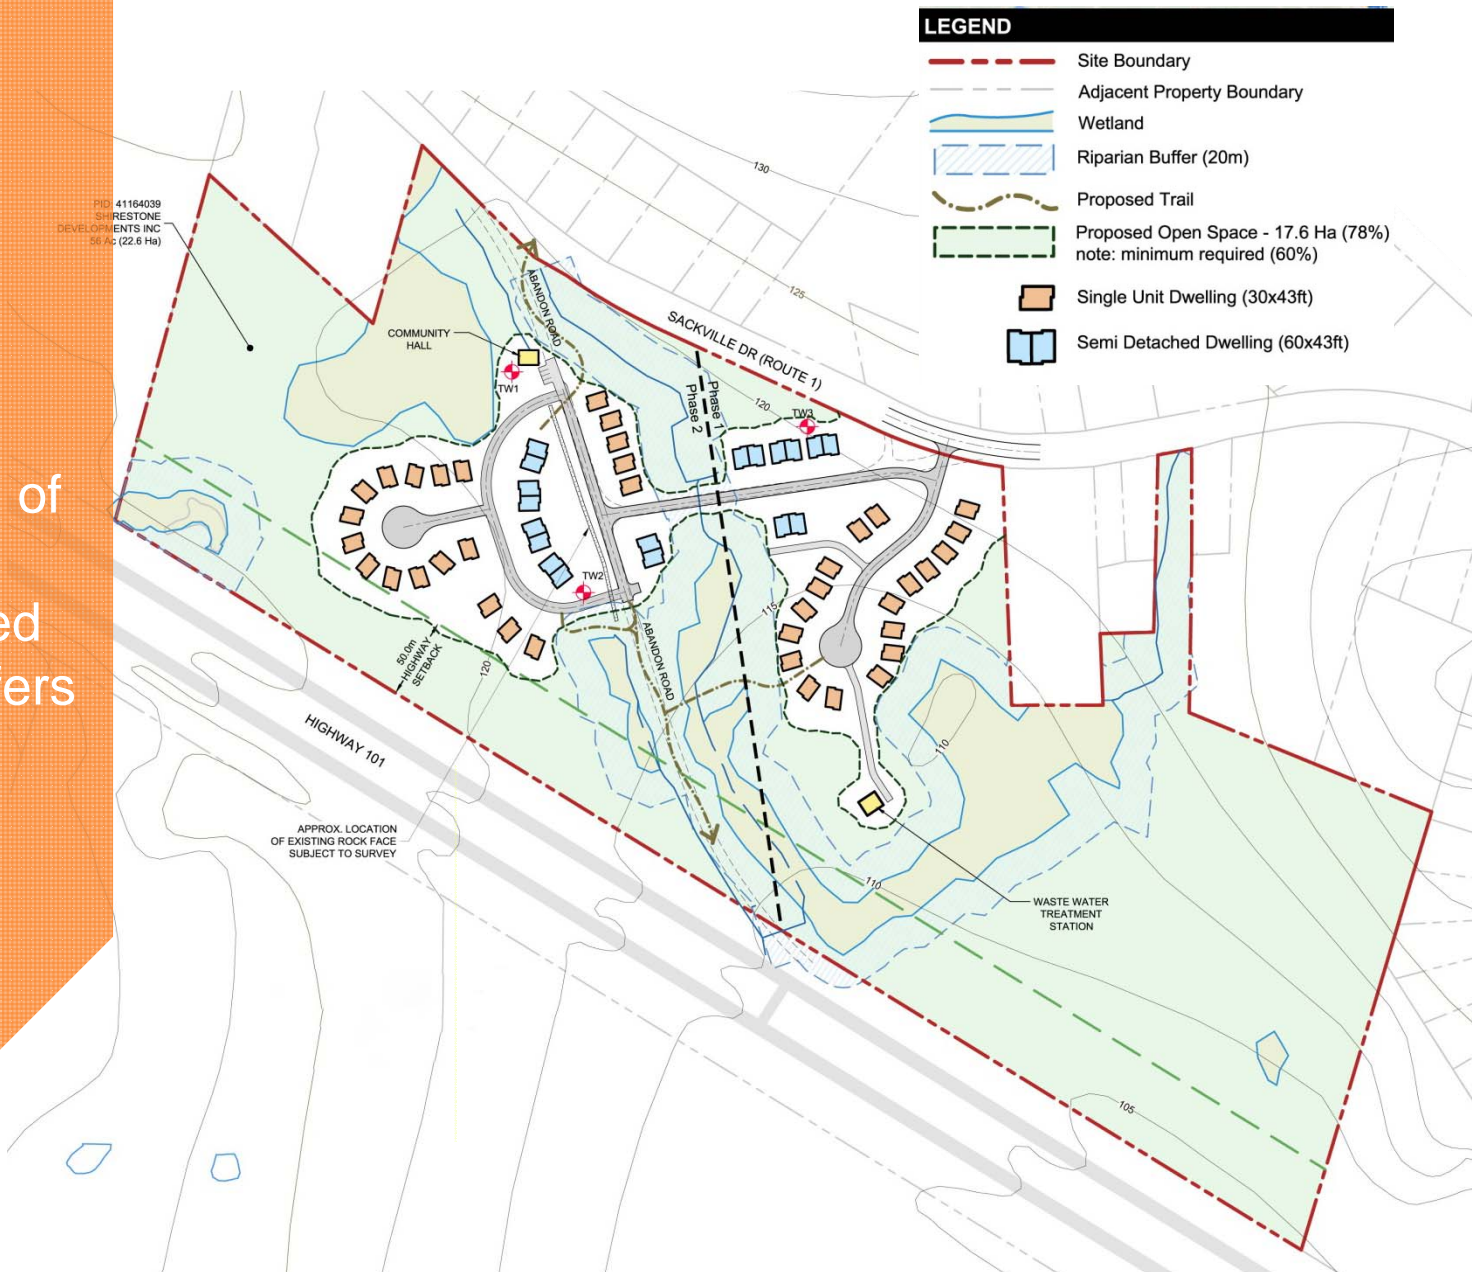 LEGEND
Site Boundary
Adjacent Property Boundary
Wetland
Riparian Buffer (20m)
Proposed Trail
Proposed Open Space - 17.6 Ha (78%)
note: minimum required (60%)
Single Unit Dwelling (30x43ft)
Semi Detached Dwelling (60x43ft)
130
125
PID: 41164039
SHIRESTONE
DEVELOPMENTS INC
56 Ac (22.6 Ha)
ABANDON ROAD
COMMUNITY
HALL
SACKVILLE DR (ROUTE 1)
TW1
Phase 1
Phase 2
120
TW3
of
TW2
115
ed
fers
50.0m
HIGHWAY
SETBACK
120
ABANDON ROAD
HIGHWAY 101
110
APPROX. LOCATION
OF EXISTING ROCK FACE
SUBJECT TO SURVEY
110
WASTE WATER
TREATMENT
STATION
105